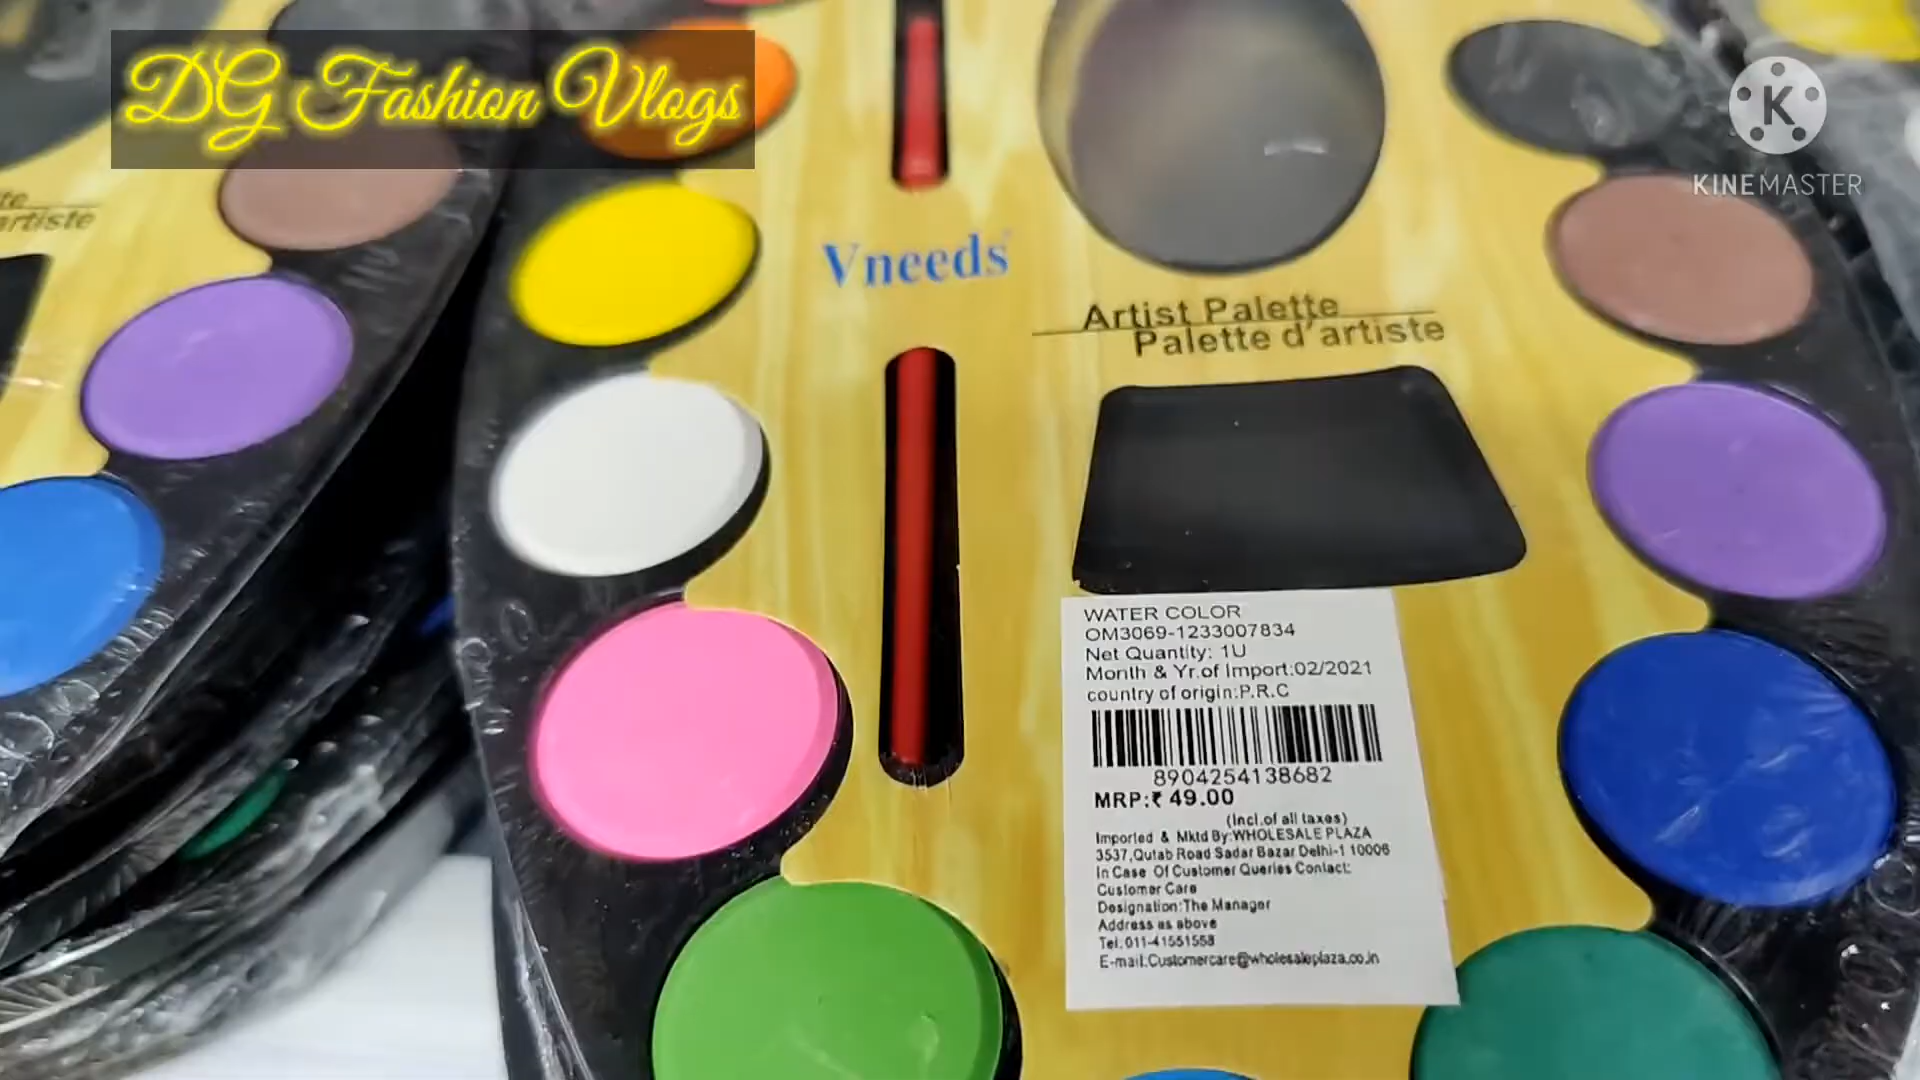 DG Fashion Vlogs
K
KINEMASTER
te
artiste
Vneeds
Artist Palette
Palette d'artiste
WATER COLOR
OM3069-1233007834
Net Quantity: 1U
Month & Yr.of Import:02/2021
country of origin:P.R.C
8904254138682
MRP:₹ 49.00
(Incl.of all taxes)
Imported & Mktd By:WHOLESALE PLAZA
3537,Qutab Road Sadar Bazar Delhi-1 10006
In Case Of Customer Queries Contact:
Customer Care
Designation:The Manager
Address as above
Tel:011-41551558
E-mail:Customercare@wholesaleplaza.co.in